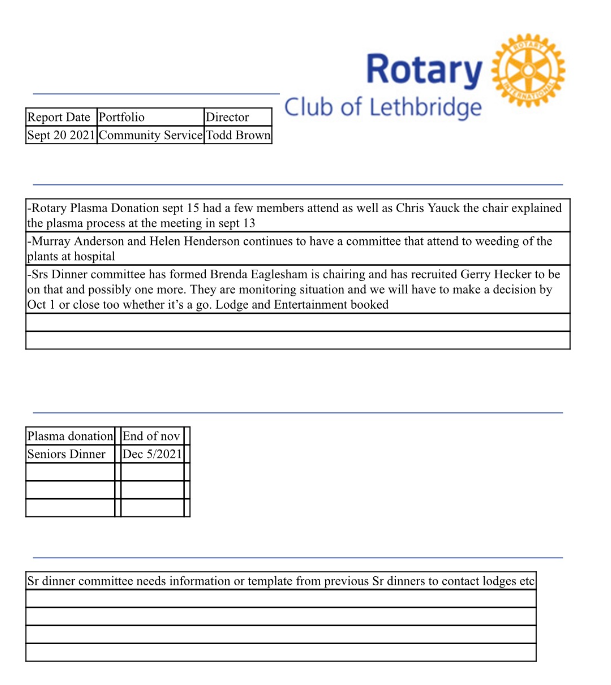 Rotary
Club of Lethbridge
ROTARY
INTERNATIONAL
Report Date Portfolio Director
Sept 20 2021 Community Service Todd Brown
-Rotary Plasma Donation sept 15 had a few members attend as well as Chris Yauck the chair explained
the plasma process at the meeting in sept 13
-Murray Anderson and Helen Henderson continues to have a committee that attend to weeding of the
plants at hospital
-Srs Dinner committee has formed Brenda Eaglesham is chairing and has recruited Gerry Hecker to be
on that and possibly one more. They are monitoring situation and we will have to make a decision by
Oct 1 or close too whether it’s a go. Lodge and Entertainment booked
Plasma donation End of nov
Seniors Dinner Dec 5/2021
Sr dinner committee needs information or template from previous Sr dinners to contact lodges etc